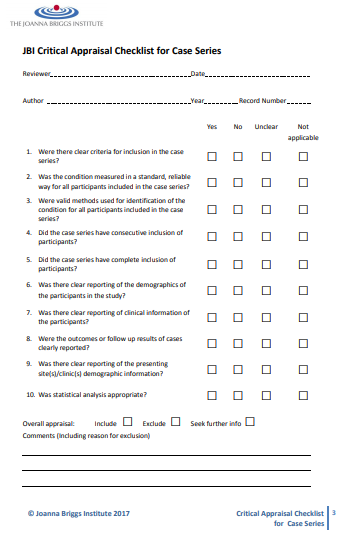 THE JOANNA BRIGGS INSTITUTE
JBI Critical Appraisal Checklist for Case Series
Reviewer Date
Author Year Record Number
Yes No Unclear Not applicable
1. Were there clear criteria for inclusion in the case
series?
2. Was the condition measured in a standard, reliable
way for all participants included in the case series?
3. Were valid methods used for identification of the
condition for all participants included in the case
series?
4. Did the case series have consecutive inclusion of
participants?
5. Did the case series have complete inclusion of
participants?
6. Was there clear reporting of the demographics of
the participants in the study?
7. Was there clear reporting of clinical information of
the participants?
8. Were the outcomes or follow up results of cases
clearly reported?
9. Was there clear reporting of the presenting
site(s)/clinic(s) demographic information?
10. Was statistical analysis appropriate?
Overall appraisal: Include Exclude Seek further info
Comments (Including reason for exclusion)
© Joanna Briggs Institute 2017
Critical Appraisal Checklist 3
for Case Series